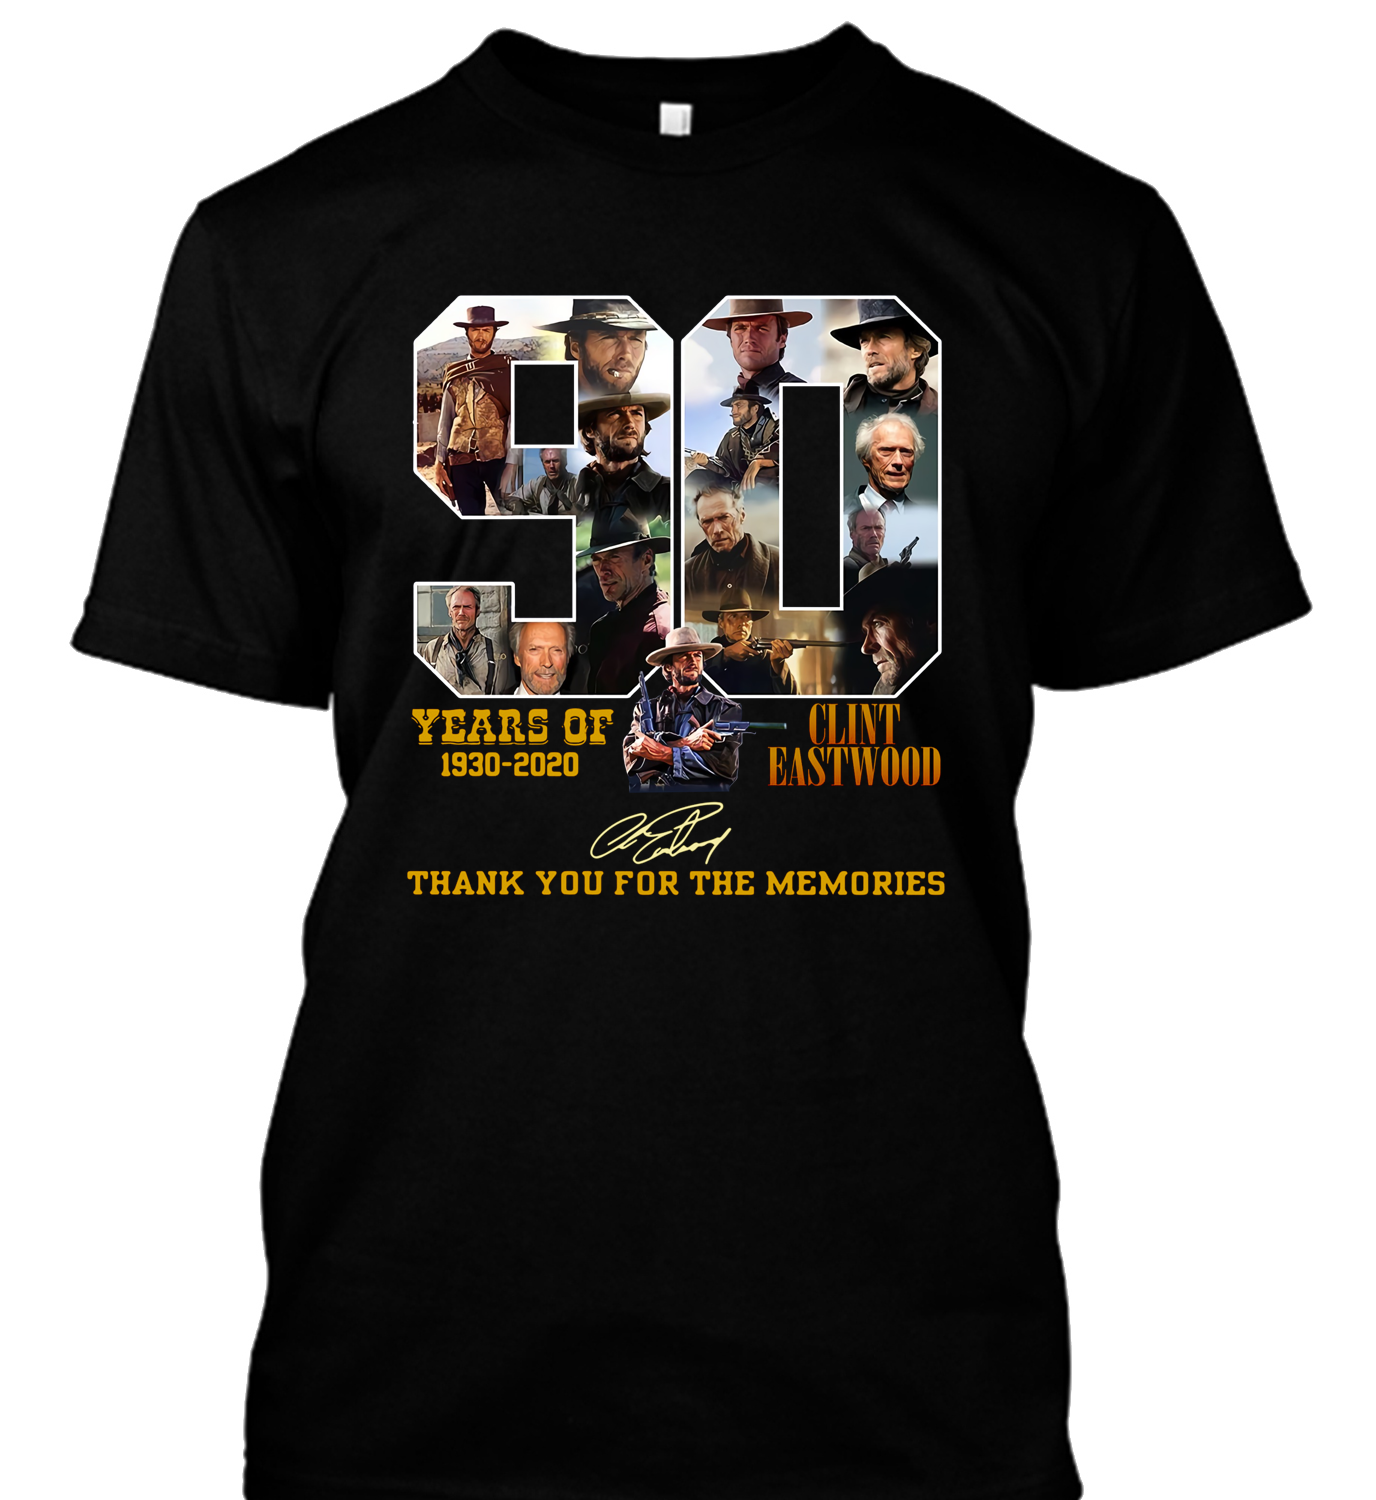 90
YEARS OF
1930-2020
CLINT
EASTWOOD
THANK YOU FOR THE MEMORIES